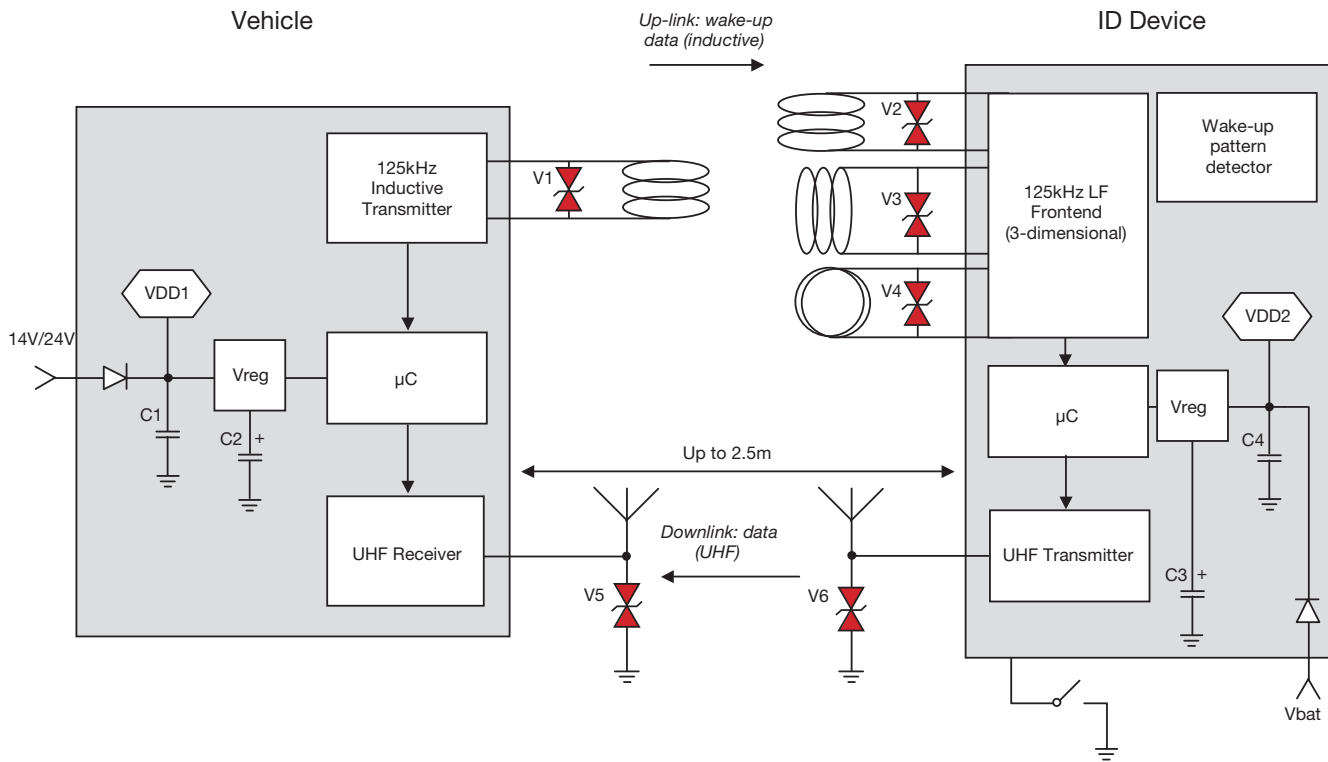 Vehicle
Up-link: wake-up
data (inductive)
ID Device
125kHz
Inductive
Transmitter
V1
V2
V3
V4
125kHz LF
Frontend
(3-dimensional)
Wake-up
pattern
detector
VDD1
14V/24V
Vreg
µC
C1
C2
+
VDD2
µC
Vreg
C4
Up to 2.5m
UHF Receiver
Downlink: data
(UHF)
V5
V6
UHF Transmitter
C3
+
Vbat